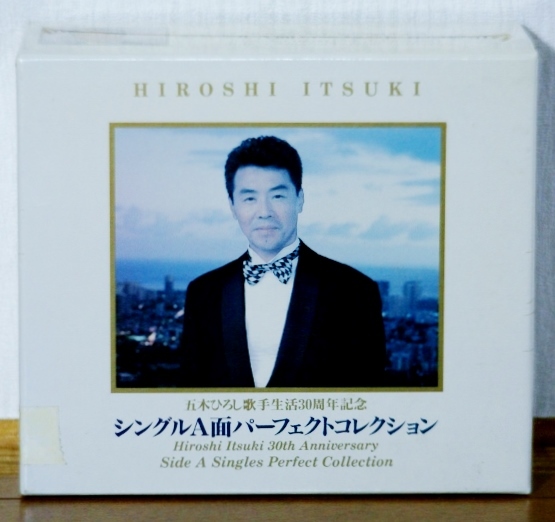 HIROSHI ITSUKI
五木ひろし歌手生活30周年記念
シングルA面パーフェクトコレクション
Hiroshi Itsuki 30th Anniversary
Side A Singles Perfect Collection